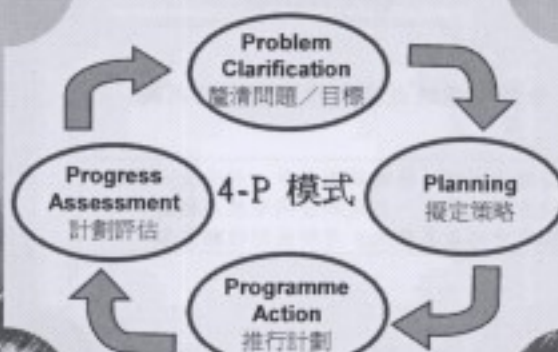 Problem
Clarification
釐清問題／目標
Progress
Assessment
計劃評估
4-P 模式
Planning
擬定策略
Programme
Action
推行計劃